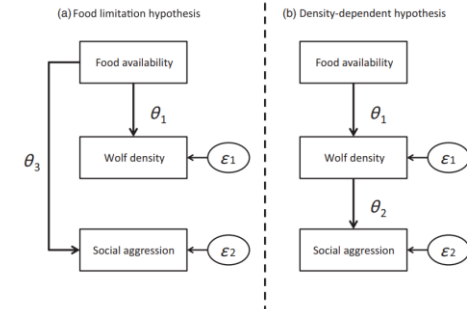 (a) Food limitation hypothesis
Food availability
θ1
Wolf density
ε1
θ3
Social aggression
ε2
(b) Density-dependent hypothesis
Food availability
θ1
Wolf density
ε1
θ2
Social aggression
ε2